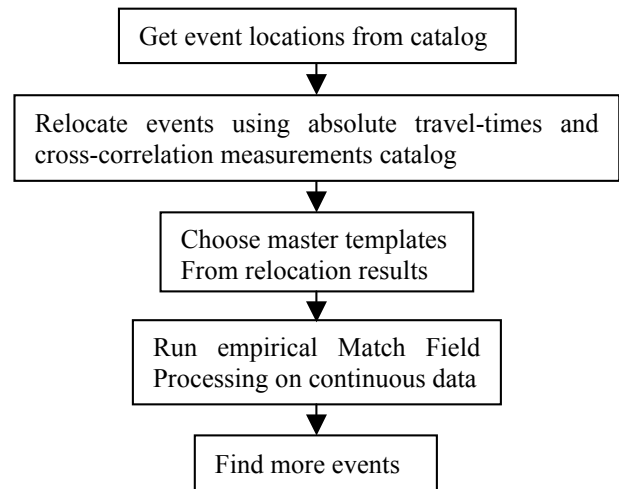 Get event locations from catalog
Relocate events using absolute travel-times and
cross-correlation measurements catalog
Choose master templates
From relocation results
Run empirical Match Field
Processing on continuous data
Find more events